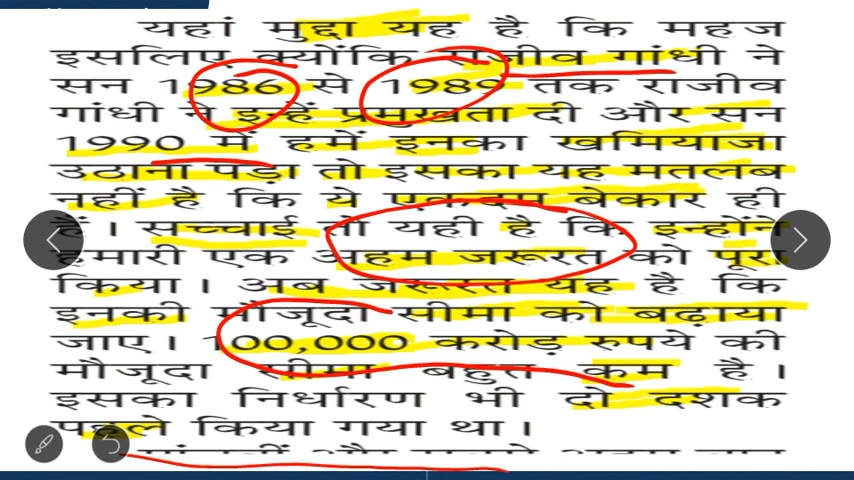 यहां मुद्दा यह है कि महज
इसलिए क्योंकि राजीव गांधी ने
सन 1986 से 1989 तक राजीव
गांधी ने इन्हें प्रमुखता दी और सन
1990 में हमें इनका खमियाजा
उठाना पड़ा तो इसका यह मतलब
नहीं है कि ये एकदम बेकार ही
हैं। सच्चाई तो यही है कि इन्होंने
हमारी एक अहम जरूरत को पूरा
किया। अब जरूरत यह है कि
इनकी मौजूदा सीमा को बढ़ाया
जाए। 100,000 करोड़ रुपये की
मौजूदा सीमा बहुत कम है।
इसका निर्धारण भी दो दशक
पहले किया गया था।